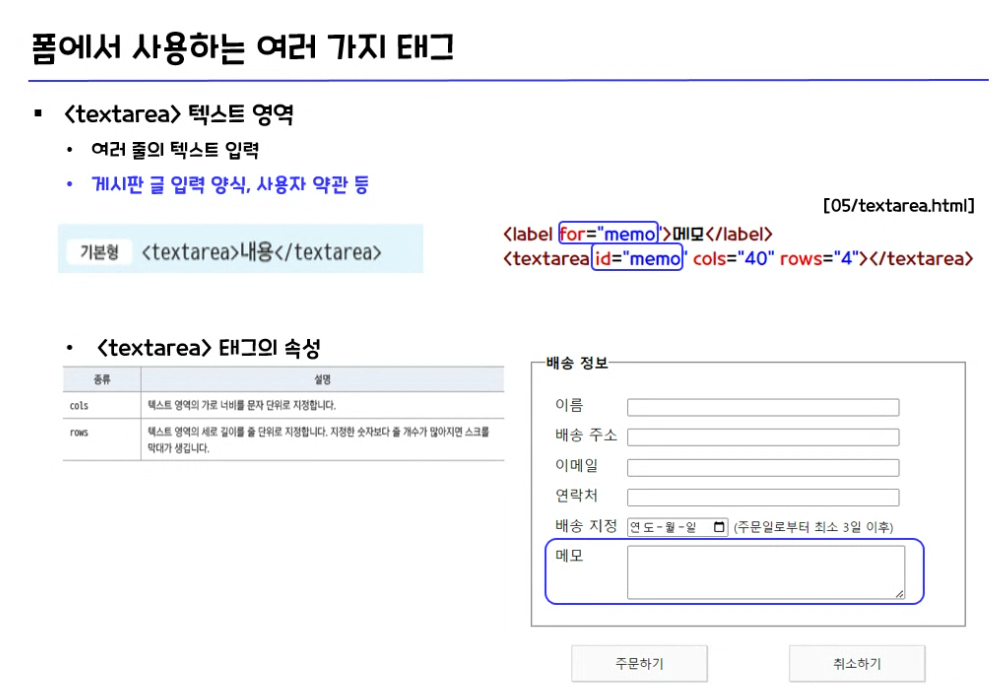 폼에서 사용하는 여러 가지 태그
▪ <textarea> 텍스트 영역
• 여러 줄의 텍스트 입력
• 게시판 글 입력 양식, 사용자 약관 등
[05/textarea.html]
기본형 <textarea>내용</textarea>
<label for="memo">메모</label>
<textarea id="memo" cols="40" rows="4"></textarea>
• <textarea> 태그의 속성
종류 설명
cols 텍스트 영역의 가로 너비를 문자 단위로 지정합니다.
rows 텍스트 영역의 세로 길이를 줄 단위로 지정합니다. 지정한 숫자보다 줄 개수가 많아지면 스크롤
막대가 생깁니다.
배송 정보
이름
배송 주소
이메일
연락처
배송 지정 연도-월-일 (주문일로부터 최소 3일 이후)
메모
주문하기 취소하기